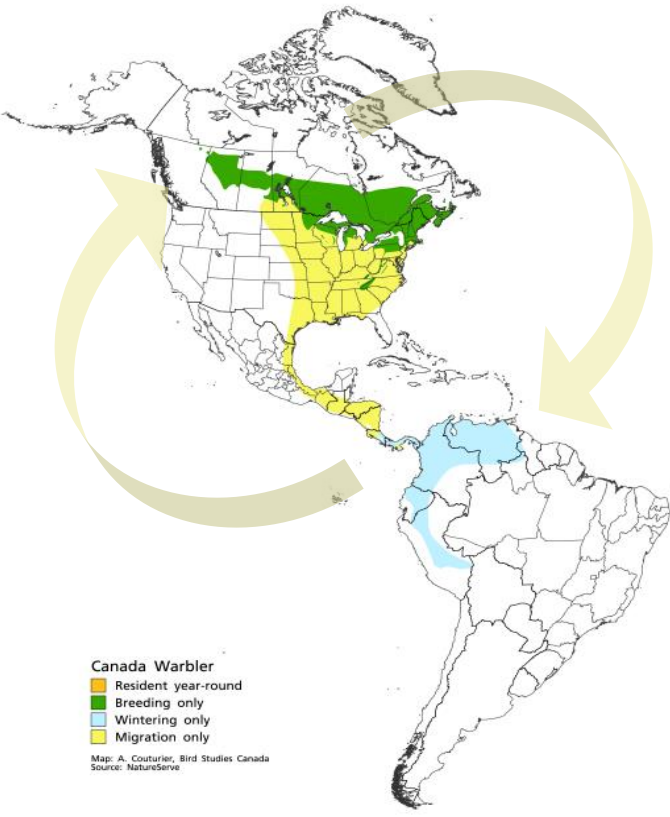 Canada Warbler
Resident year-round
Breeding only
Wintering only
Migration only
Map: A. Couturier, Bird Studies Canada
Source: NatureServe